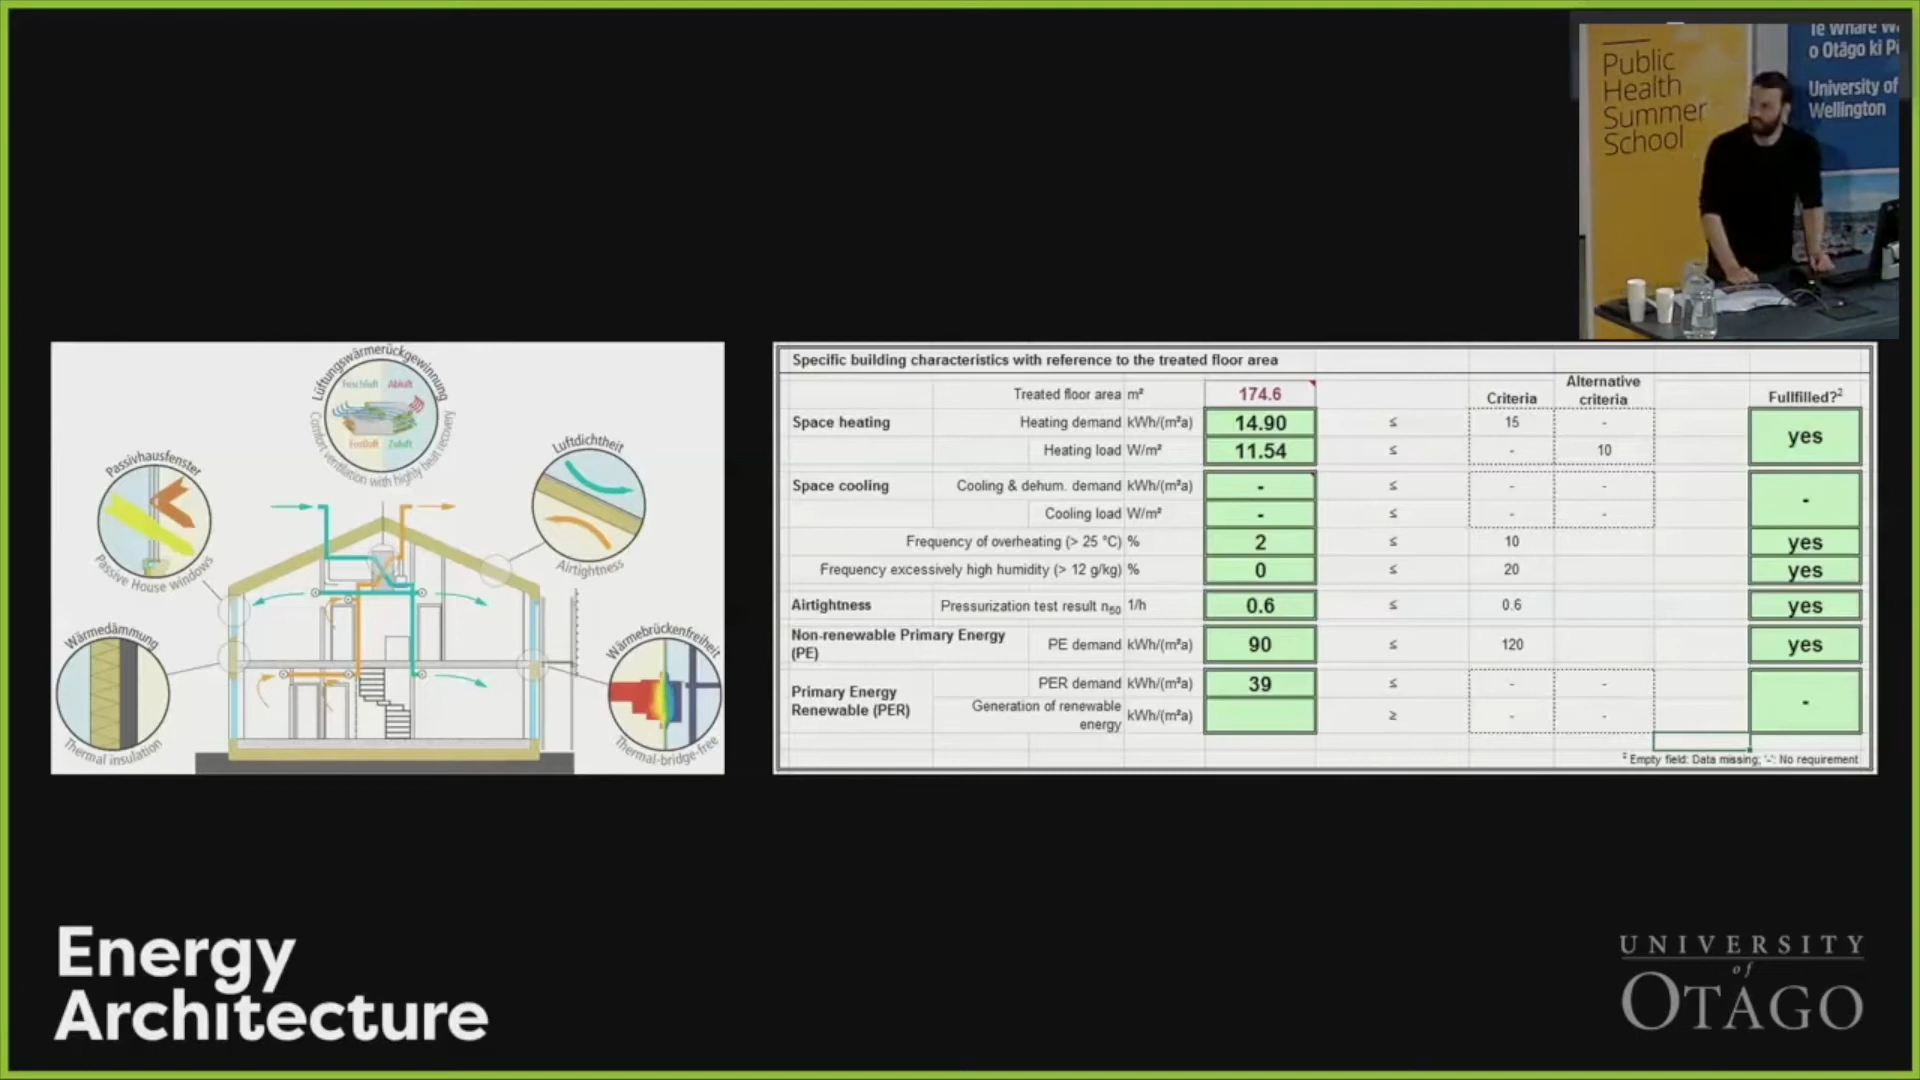 Public
Health
Summer
School
Te Whare Wā
o Otāgo ki Pō
University of
Wellington
Lüftungswärmerückgewinnung
Frischluft Abluft
Fortluft Zuluft
Comfort ventilation with highly heat recovery
Passivhausfenster
Passive House windows
Luftdichtheit
Airtightness
Wärmedämmung
Thermal insulation
Wärmebrückenfreiheit
Thermal-bridge-free
Specific building characteristics with reference to the treated floor area
Treated floor area m² 174.6 Criteria Alternative criteria Fullfilled?²
Space heating Heating demand kWh/(m²a) 14.90 ≤ 15 - yes
Heating load W/m² 11.54 ≤ - 10
Space cooling Cooling & dehum. demand kWh/(m²a) - ≤ - - -
Cooling load W/m² - ≤ - -
Frequency of overheating (> 25 °C) % 2 ≤ 10 yes
Frequency excessively high humidity (> 12 g/kg) % 0 ≤ 20 yes
Airtightness Pressurization test result n50 1/h 0.6 ≤ 0.6 yes
Non-renewable Primary Energy (PE) PE demand kWh/(m²a) 90 ≤ 120 yes
Primary Energy Renewable (PER) PER demand kWh/(m²a) 39 ≤ - - -
Generation of renewable energy kWh/(m²a) ≥ - -
² Empty field: Data missing; '-': No requirement
Energy
Architecture
UNIVERSITY
of
OTAGO